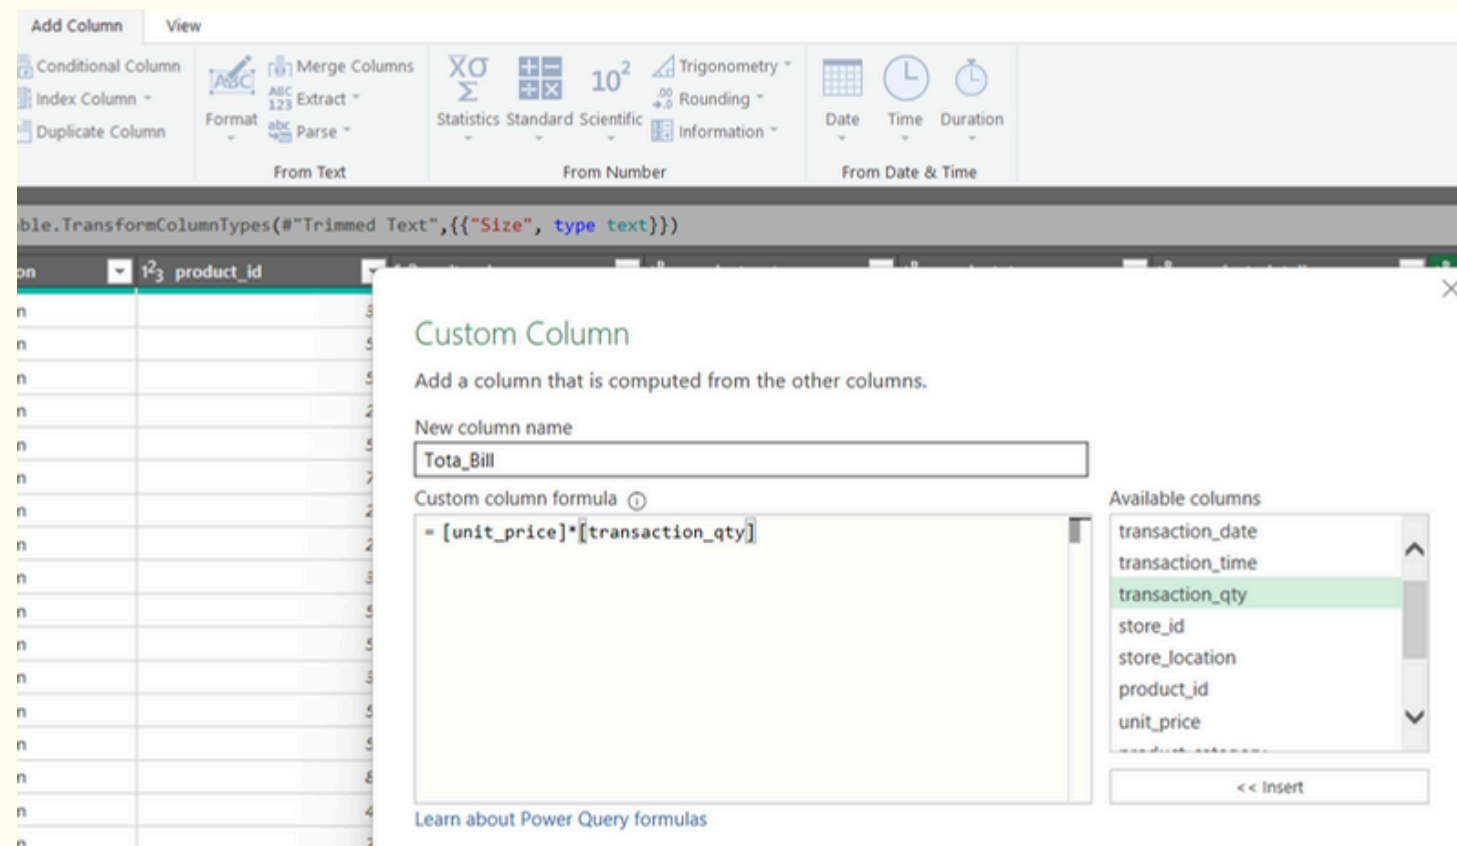 Add Column View
Conditional Column Merge Columns Trigonometry
Index Column Extract Rounding
Duplicate Column Format Parse Statistics Standard Scientific Information Date Time Duration
From Text From Number From Date & Time
ble.TransformColumnTypes(#"Trimmed Text",{{"Size", type text}})
on product_id
Custom Column
Add a column that is computed from the other columns.
New column name
Tota_Bill
Custom column formula Available columns
= [unit_price]*[transaction_qty]
transaction_date
transaction_time
transaction_qty
store_id
store_location
product_id
unit_price
<< Insert
Learn about Power Query formulas